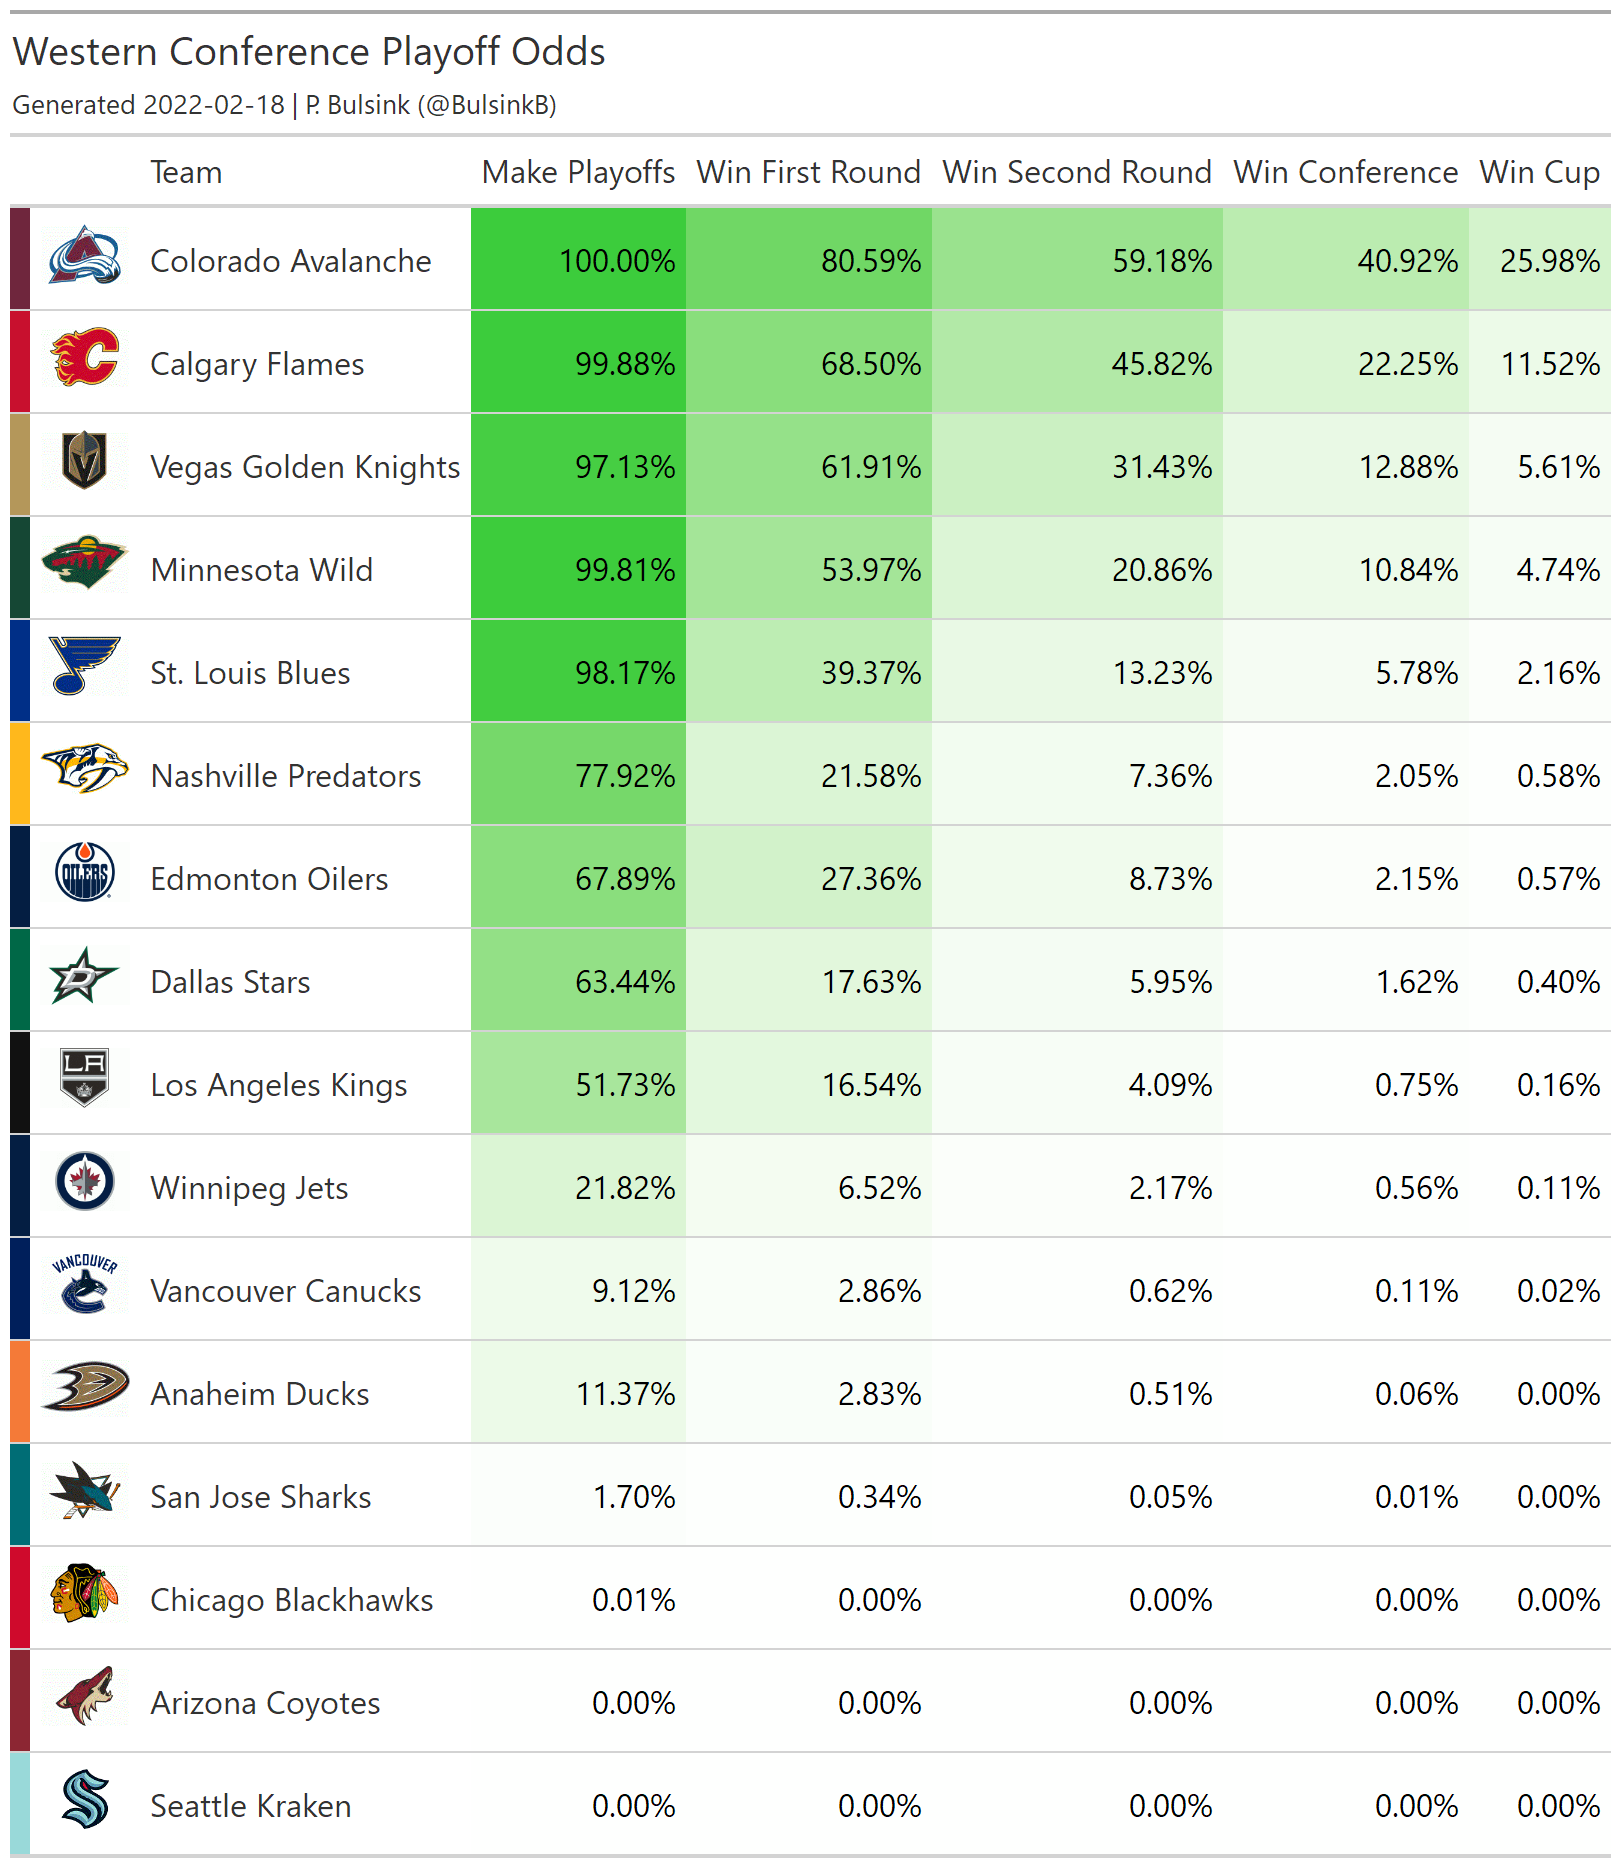 Western Conference Playoff Odds
Generated 2022-02-18 | P. Bulsink (@BulsinkB)
Team Make Playoffs Win First Round Win Second Round Win Conference Win Cup
Colorado Avalanche 100.00% 80.59% 59.18% 40.92% 25.98%
Calgary Flames 99.88% 68.50% 45.82% 22.25% 11.52%
Vegas Golden Knights 97.13% 61.91% 31.43% 12.88% 5.61%
Minnesota Wild 99.81% 53.97% 20.86% 10.84% 4.74%
St. Louis Blues 98.17% 39.37% 13.23% 5.78% 2.16%
Nashville Predators 77.92% 21.58% 7.36% 2.05% 0.58%
OILERS Edmonton Oilers 67.89% 27.36% 8.73% 2.15% 0.57%
D Dallas Stars 63.44% 17.63% 5.95% 1.62% 0.40%
LA Los Angeles Kings 51.73% 16.54% 4.09% 0.75% 0.16%
Winnipeg Jets 21.82% 6.52% 2.17% 0.56% 0.11%
VANCOUVER Vancouver Canucks 9.12% 2.86% 0.62% 0.11% 0.02%
Anaheim Ducks 11.37% 2.83% 0.51% 0.06% 0.00%
San Jose Sharks 1.70% 0.34% 0.05% 0.01% 0.00%
Chicago Blackhawks 0.01% 0.00% 0.00% 0.00% 0.00%
Arizona Coyotes 0.00% 0.00% 0.00% 0.00% 0.00%
Seattle Kraken 0.00% 0.00% 0.00% 0.00% 0.00%